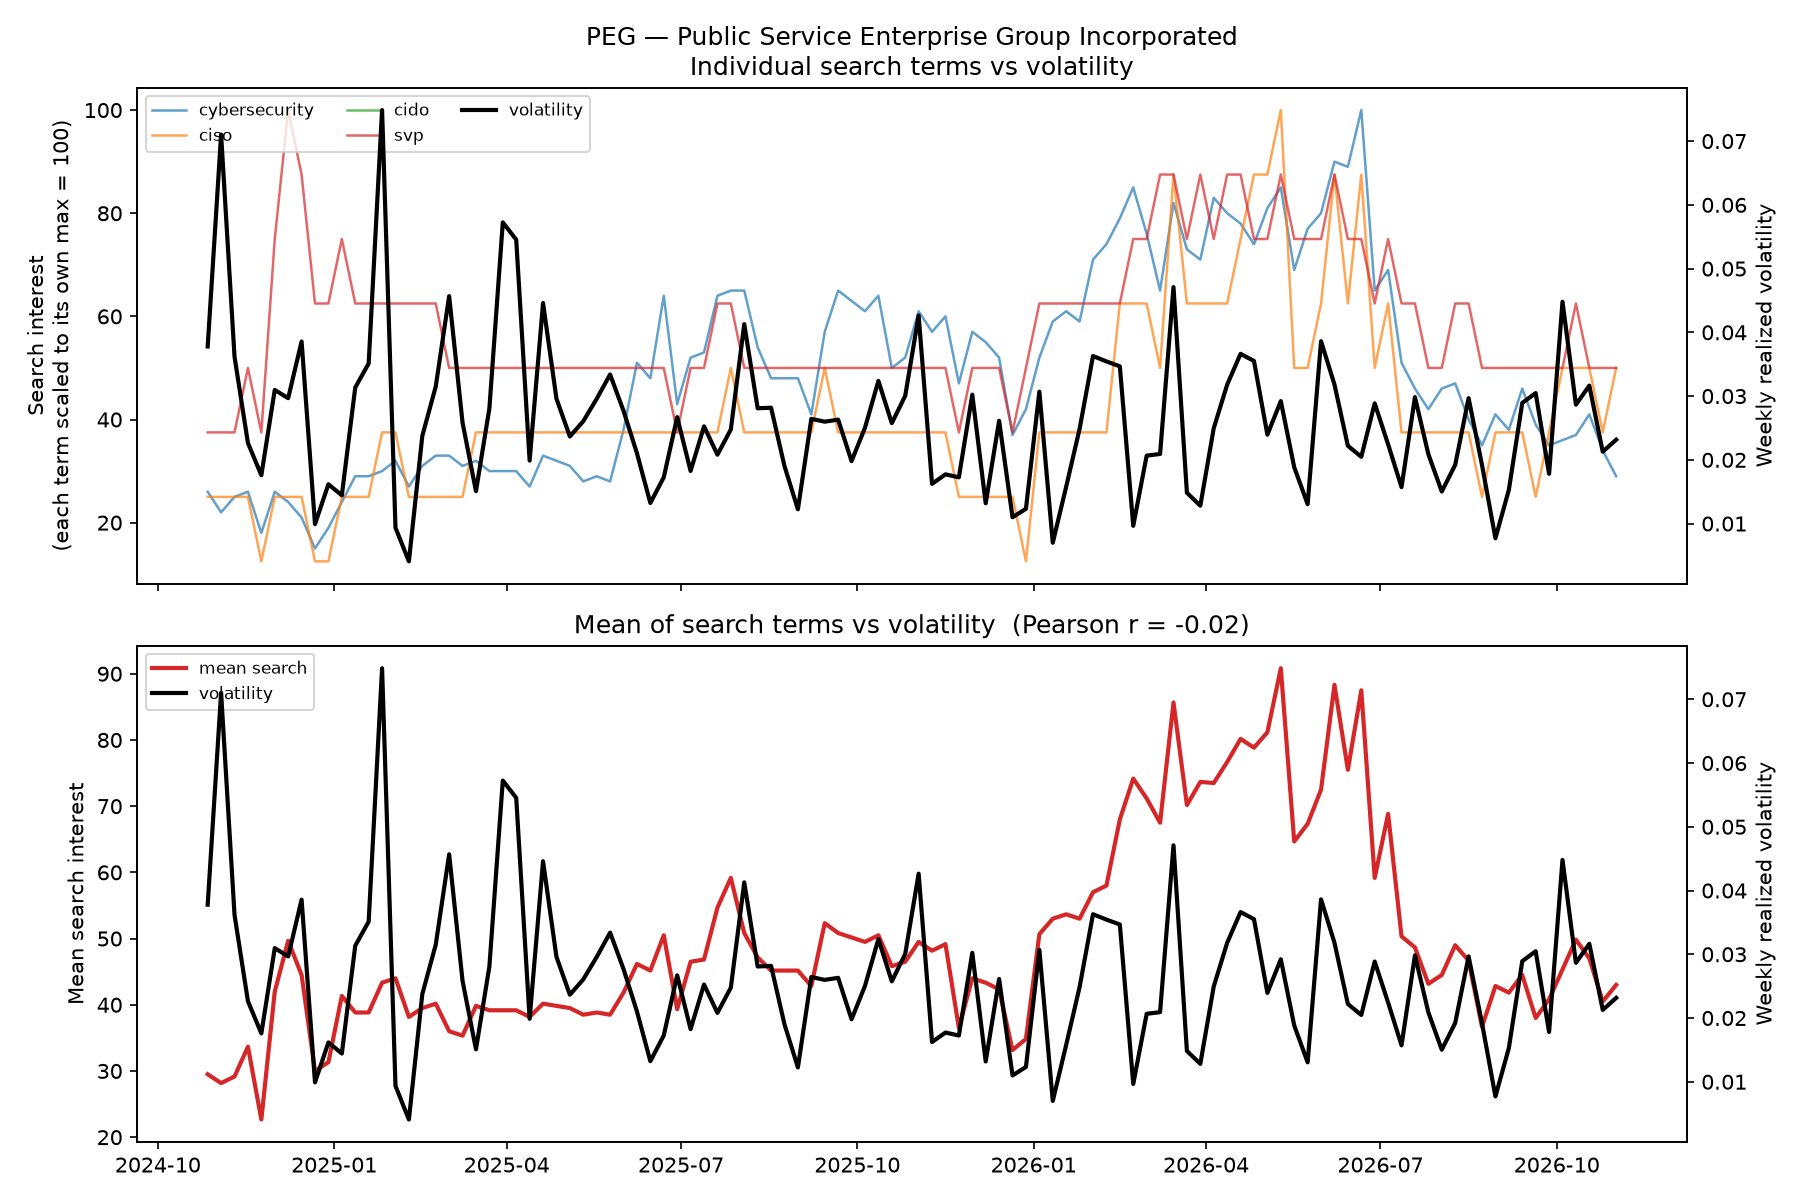 PEG — Public Service Enterprise Group Incorporated
Individual search terms vs volatility
cybersecurity
ciso
cido
svp
volatility
Search interest
(each term scaled to its own max = 100)
100
80
60
40
20
Weekly realized volatility
0.07
0.06
0.05
0.04
0.03
0.02
0.01
Mean of search terms vs volatility (Pearson r = -0.02)
mean search
volatility
Mean search interest
90
80
70
60
50
40
30
20
Weekly realized volatility
0.07
0.06
0.05
0.04
0.03
0.02
0.01
2024-10
2025-01
2025-04
2025-07
2025-10
2026-01
2026-04
2026-07
2026-10